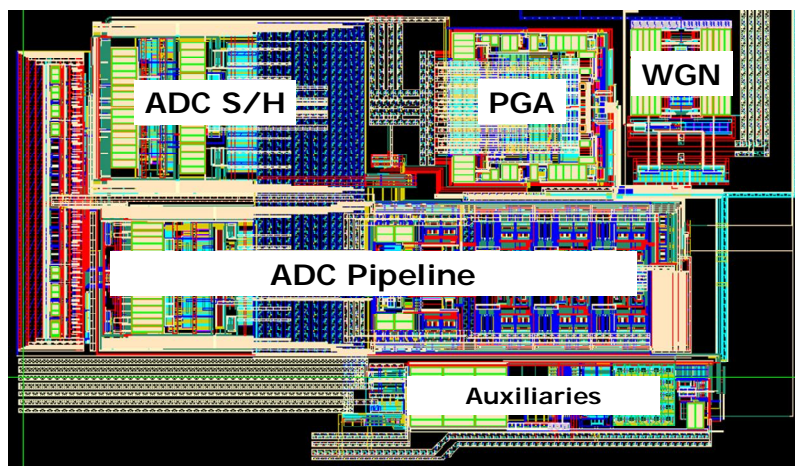 ADC S/H
PGA
WGN
ADC Pipeline
Auxiliaries